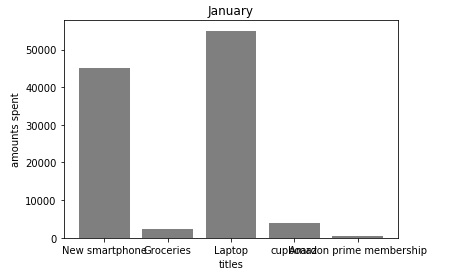 January
amounts spent
50000
40000
30000
20000
10000
0
New smartphone Groceries Laptop cupboard Amazon prime membership
titles